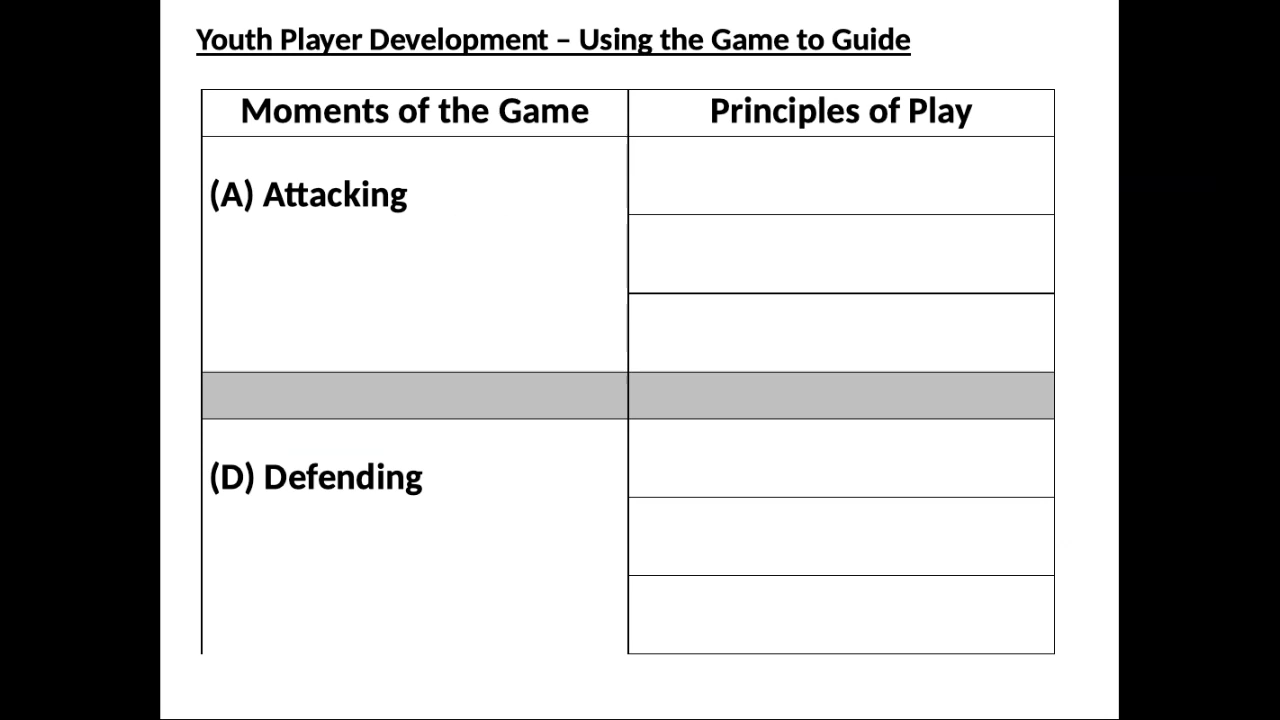 Youth Player Development – Using the Game to Guide
Moments of the Game
Principles of Play
(A) Attacking
(D) Defending